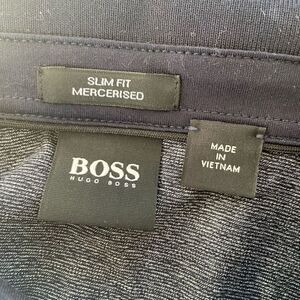 SLIM FIT
MERCERISED
BOSS
HUGO BOSS
MADE
IN
VIETNAM